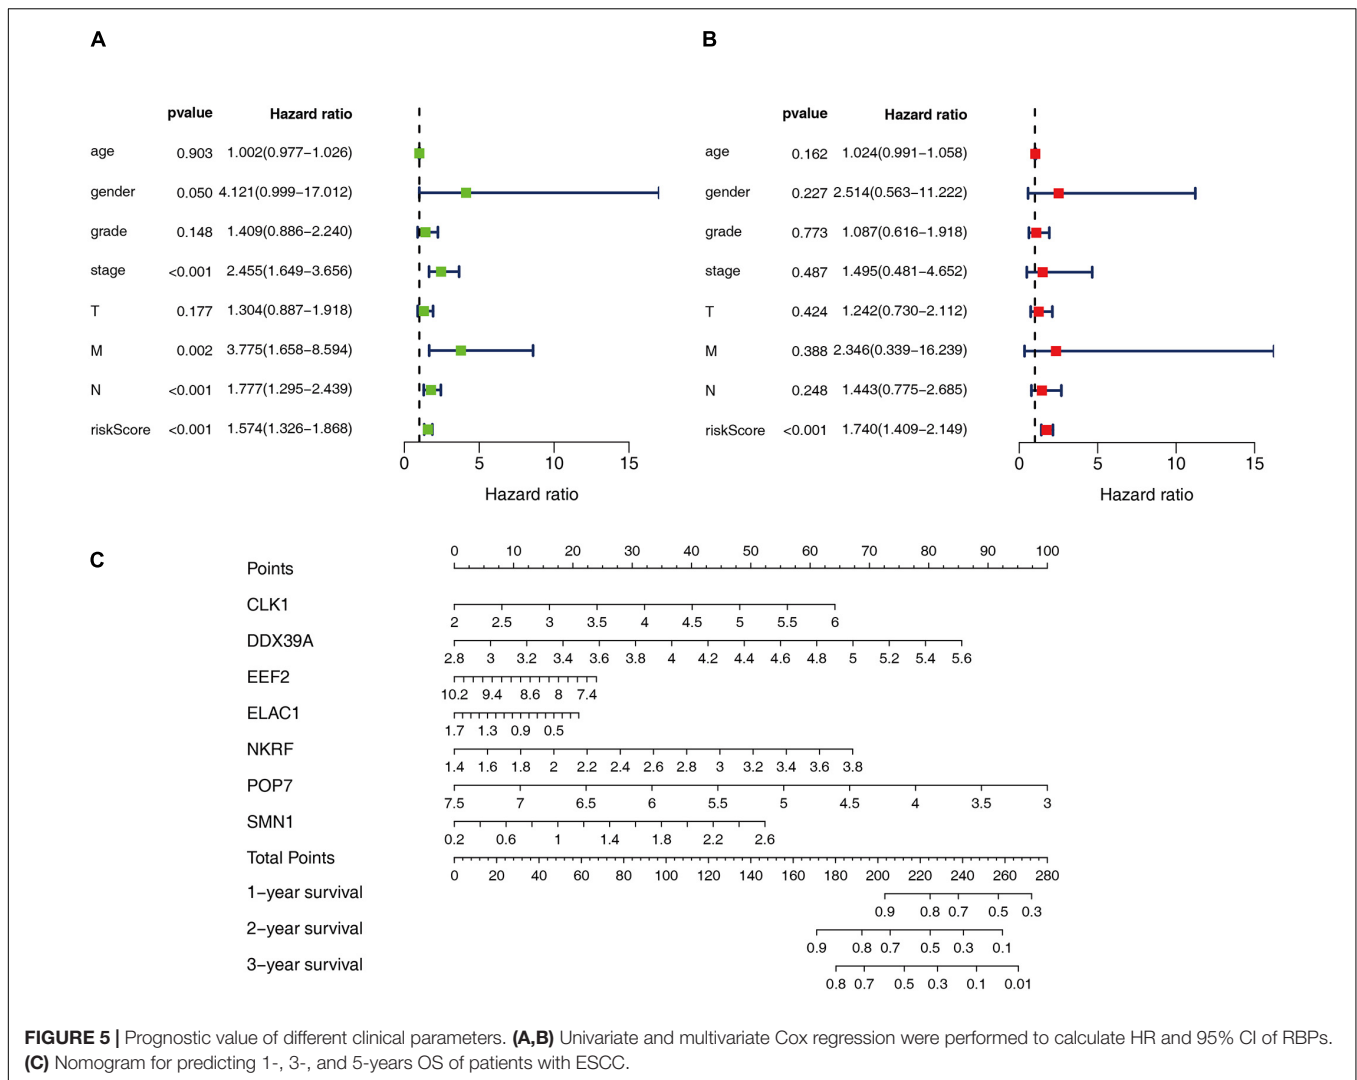 A
B
pvalue Hazard ratio
age 0.903 1.002(0.977−1.026)
gender 0.050 4.121(0.999−17.012)
grade 0.148 1.409(0.886−2.240)
stage <0.001 2.455(1.649−3.656)
T 0.177 1.304(0.887−1.918)
M 0.002 3.775(1.658−8.594)
N <0.001 1.777(1.295−2.439)
riskScore <0.001 1.574(1.326−1.868)
0 5 10 15
Hazard ratio
pvalue Hazard ratio
age 0.162 1.024(0.991−1.058)
gender 0.227 2.514(0.563−11.222)
grade 0.773 1.087(0.616−1.918)
stage 0.487 1.495(0.481−4.652)
T 0.424 1.242(0.730−2.112)
M 0.388 2.346(0.339−16.239)
N 0.248 1.443(0.775−2.685)
riskScore <0.001 1.740(1.409−2.149)
0 5 10 15
Hazard ratio
C
0 10 20 30 40 50 60 70 80 90 100
Points
CLK1
2 2.5 3 3.5 4 4.5 5 5.5 6
DDX39A
2.8 3 3.2 3.4 3.6 3.8 4 4.2 4.4 4.6 4.8 5 5.2 5.4 5.6
EEF2
10.2 9.4 8.6 8 7.4
ELAC1
1.7 1.3 0.9 0.5
NKRF
1.4 1.6 1.8 2 2.2 2.4 2.6 2.8 3 3.2 3.4 3.6 3.8
POP7
7.5 7 6.5 6 5.5 5 4.5 4 3.5 3
SMN1
0.2 0.6 1 1.4 1.8 2.2 2.6
Total Points
0 20 40 60 80 100 120 140 160 180 200 220 240 260 280
1−year survival
0.9 0.8 0.7 0.5 0.3
2−year survival
0.9 0.8 0.7 0.5 0.3 0.1
3−year survival
0.8 0.7 0.5 0.3 0.1 0.01
FIGURE 5 | Prognostic value of different clinical parameters. (A,B) Univariate and multivariate Cox regression were performed to calculate HR and 95% CI of RBPs.
(C) Nomogram for predicting 1-, 3-, and 5-years OS of patients with ESCC.